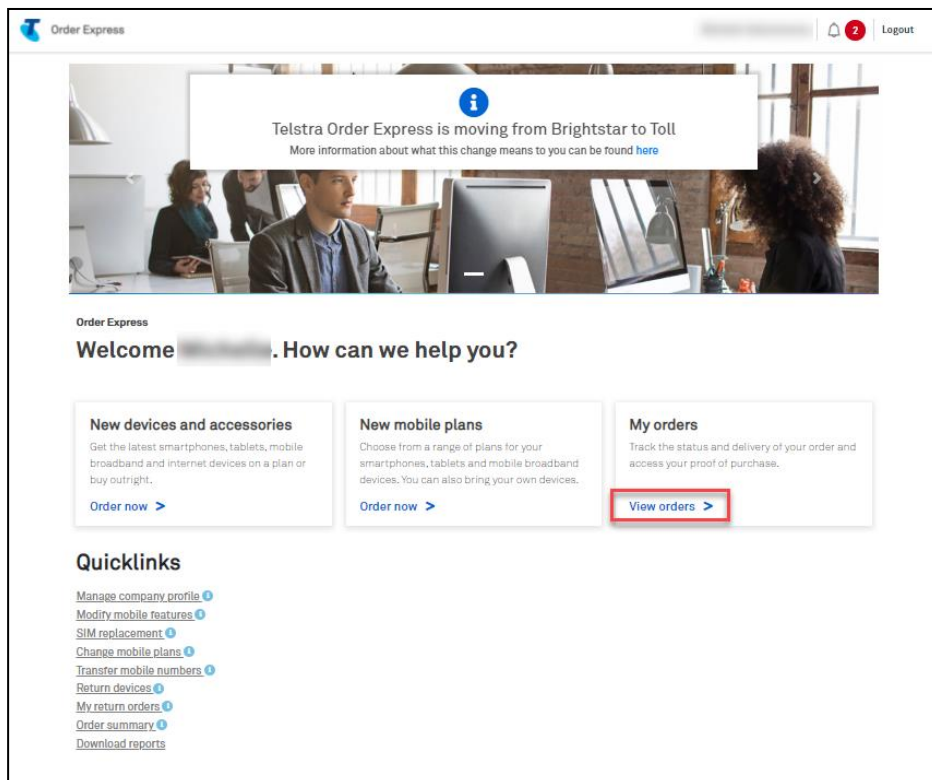 Order Express
2
Logout
Telstra Order Express is moving from Brightstar to Toll
More information about what this change means to you can be found here
Order Express
Welcome . How can we help you?
New devices and accessories
Get the latest smartphones, tablets, mobile
broadband and internet devices on a plan or
buy outright.
Order now >
New mobile plans
Choose from a range of plans for your
smartphones, tablets and mobile broadband
devices. You can also bring your own devices.
Order now >
My orders
Track the status and delivery of your order and
access your proof of purchase.
View orders >
Quicklinks
Manage company profile
Modify mobile features
SIM replacement
Change mobile plans
Transfer mobile numbers
Return devices
My return orders
Order summary
Download reports